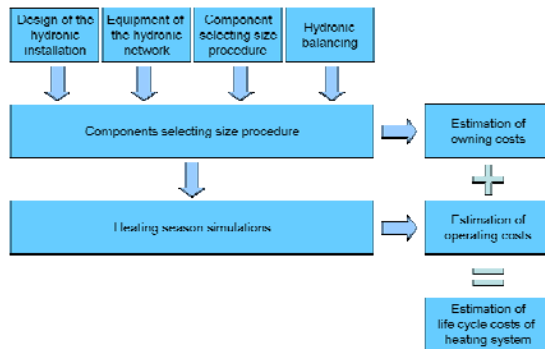 Design of the
hydronic
installation
Equipment of
the hydronic
network
Component
selecting size
procedure
Hydronic
balancing
Components selecting size procedure
Estimation of
owning costs
Heating season simulations
Estimation of
operating costs
Estimation of
life cycle costs of
heating system